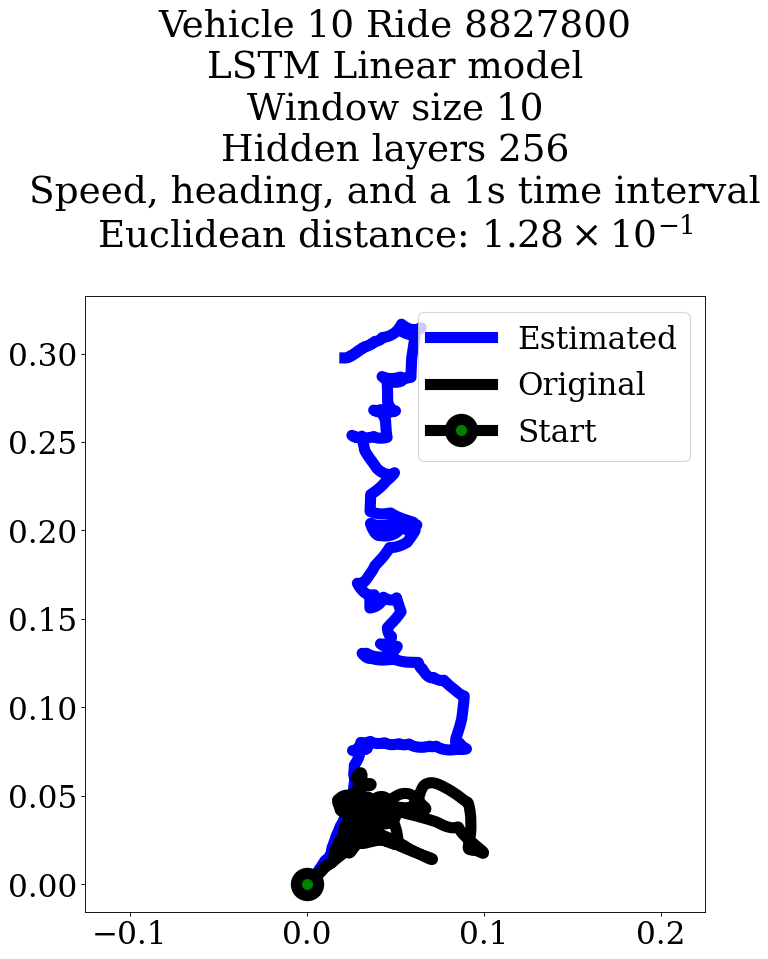 Vehicle 10 Ride 8827800
LSTM Linear model
Window size 10
Hidden layers 256
Speed, heading, and a 1s time interval
Euclidean distance: 1.28 × 10⁻¹
Estimated
Original
Start
0.30
0.25
0.20
0.15
0.10
0.05
0.00
−0.1
0.0
0.1
0.2